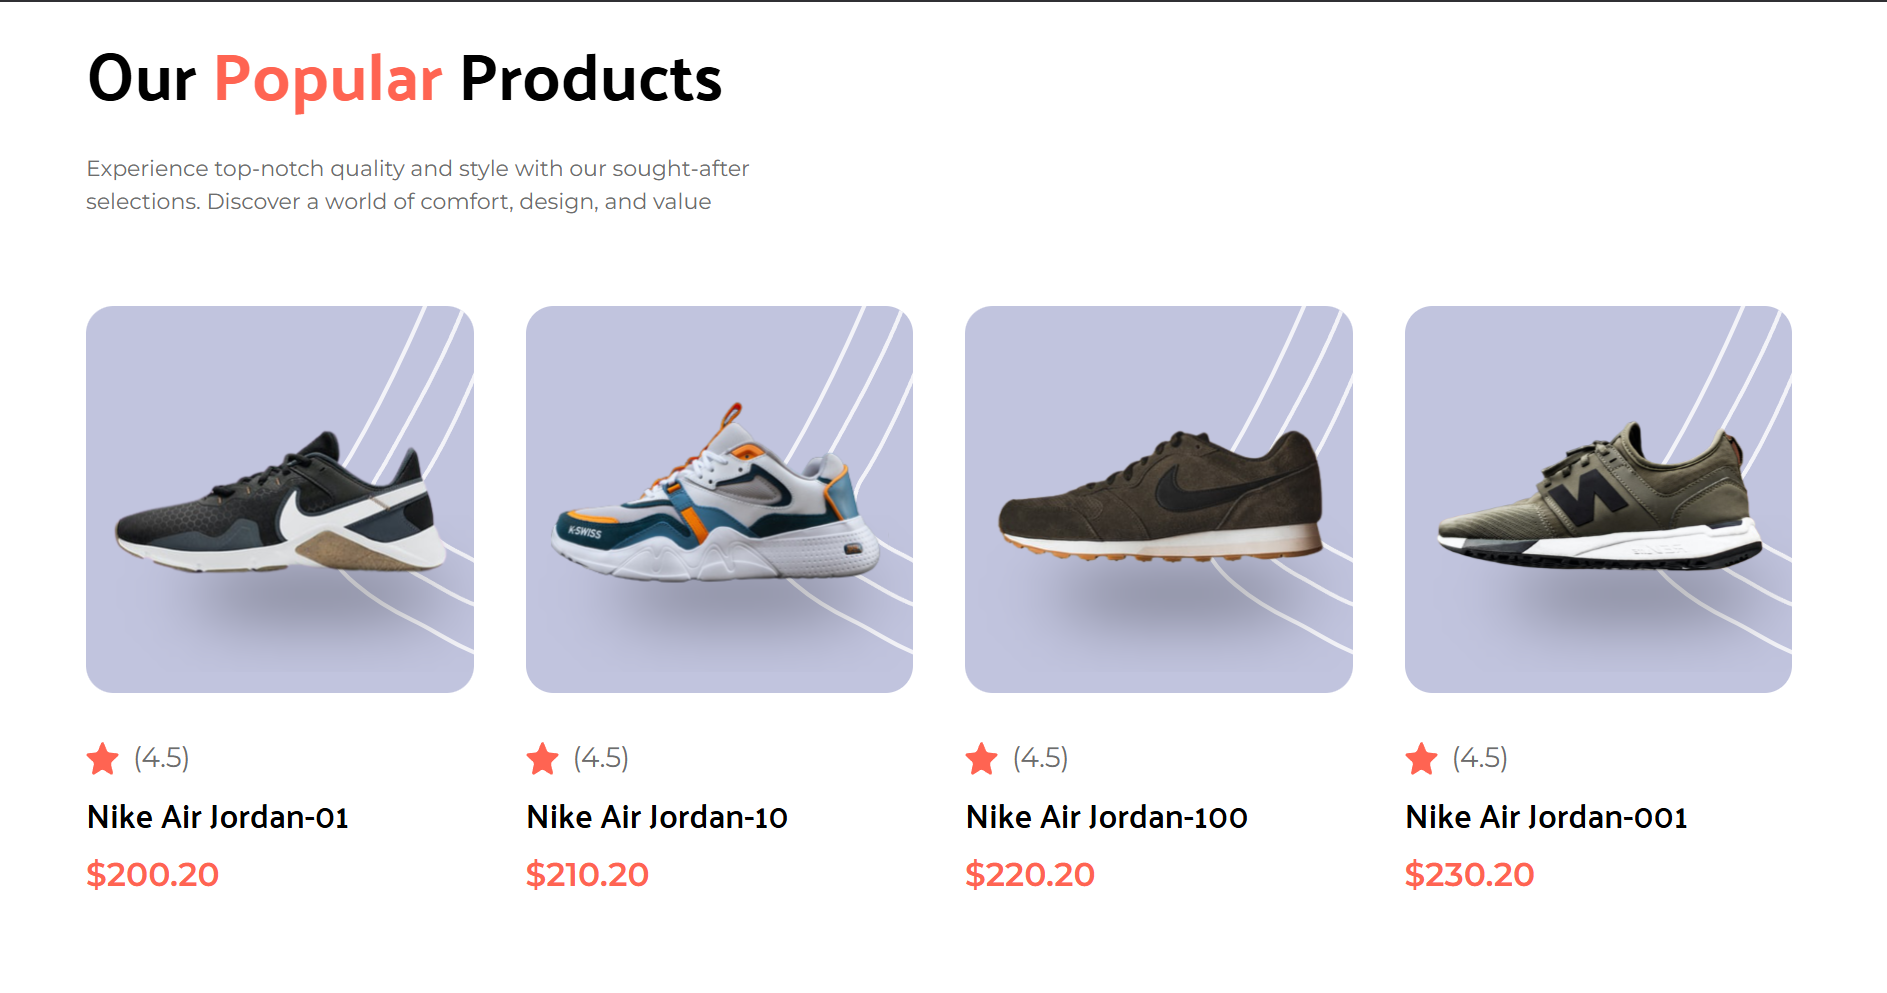 Our Popular Products
Experience top-notch quality and style with our sought-after
selections. Discover a world of comfort, design, and value
K·SWISS
N
(4.5)
(4.5)
(4.5)
(4.5)
Nike Air Jordan-01
Nike Air Jordan-10
Nike Air Jordan-100
Nike Air Jordan-001
$200.20
$210.20
$220.20
$230.20